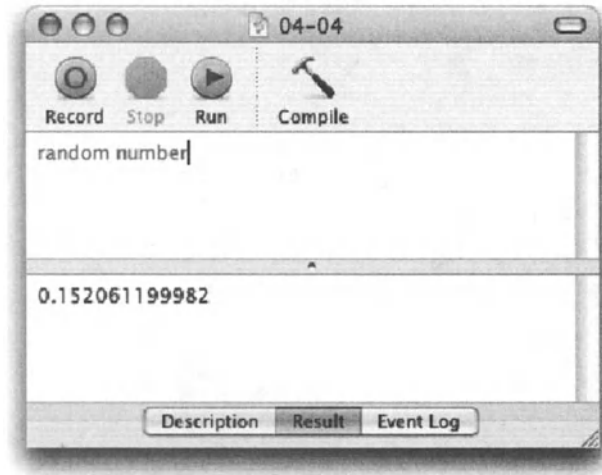 04-04
Record Stop Run Compile
random number
0.152061199982
Description Result Event Log